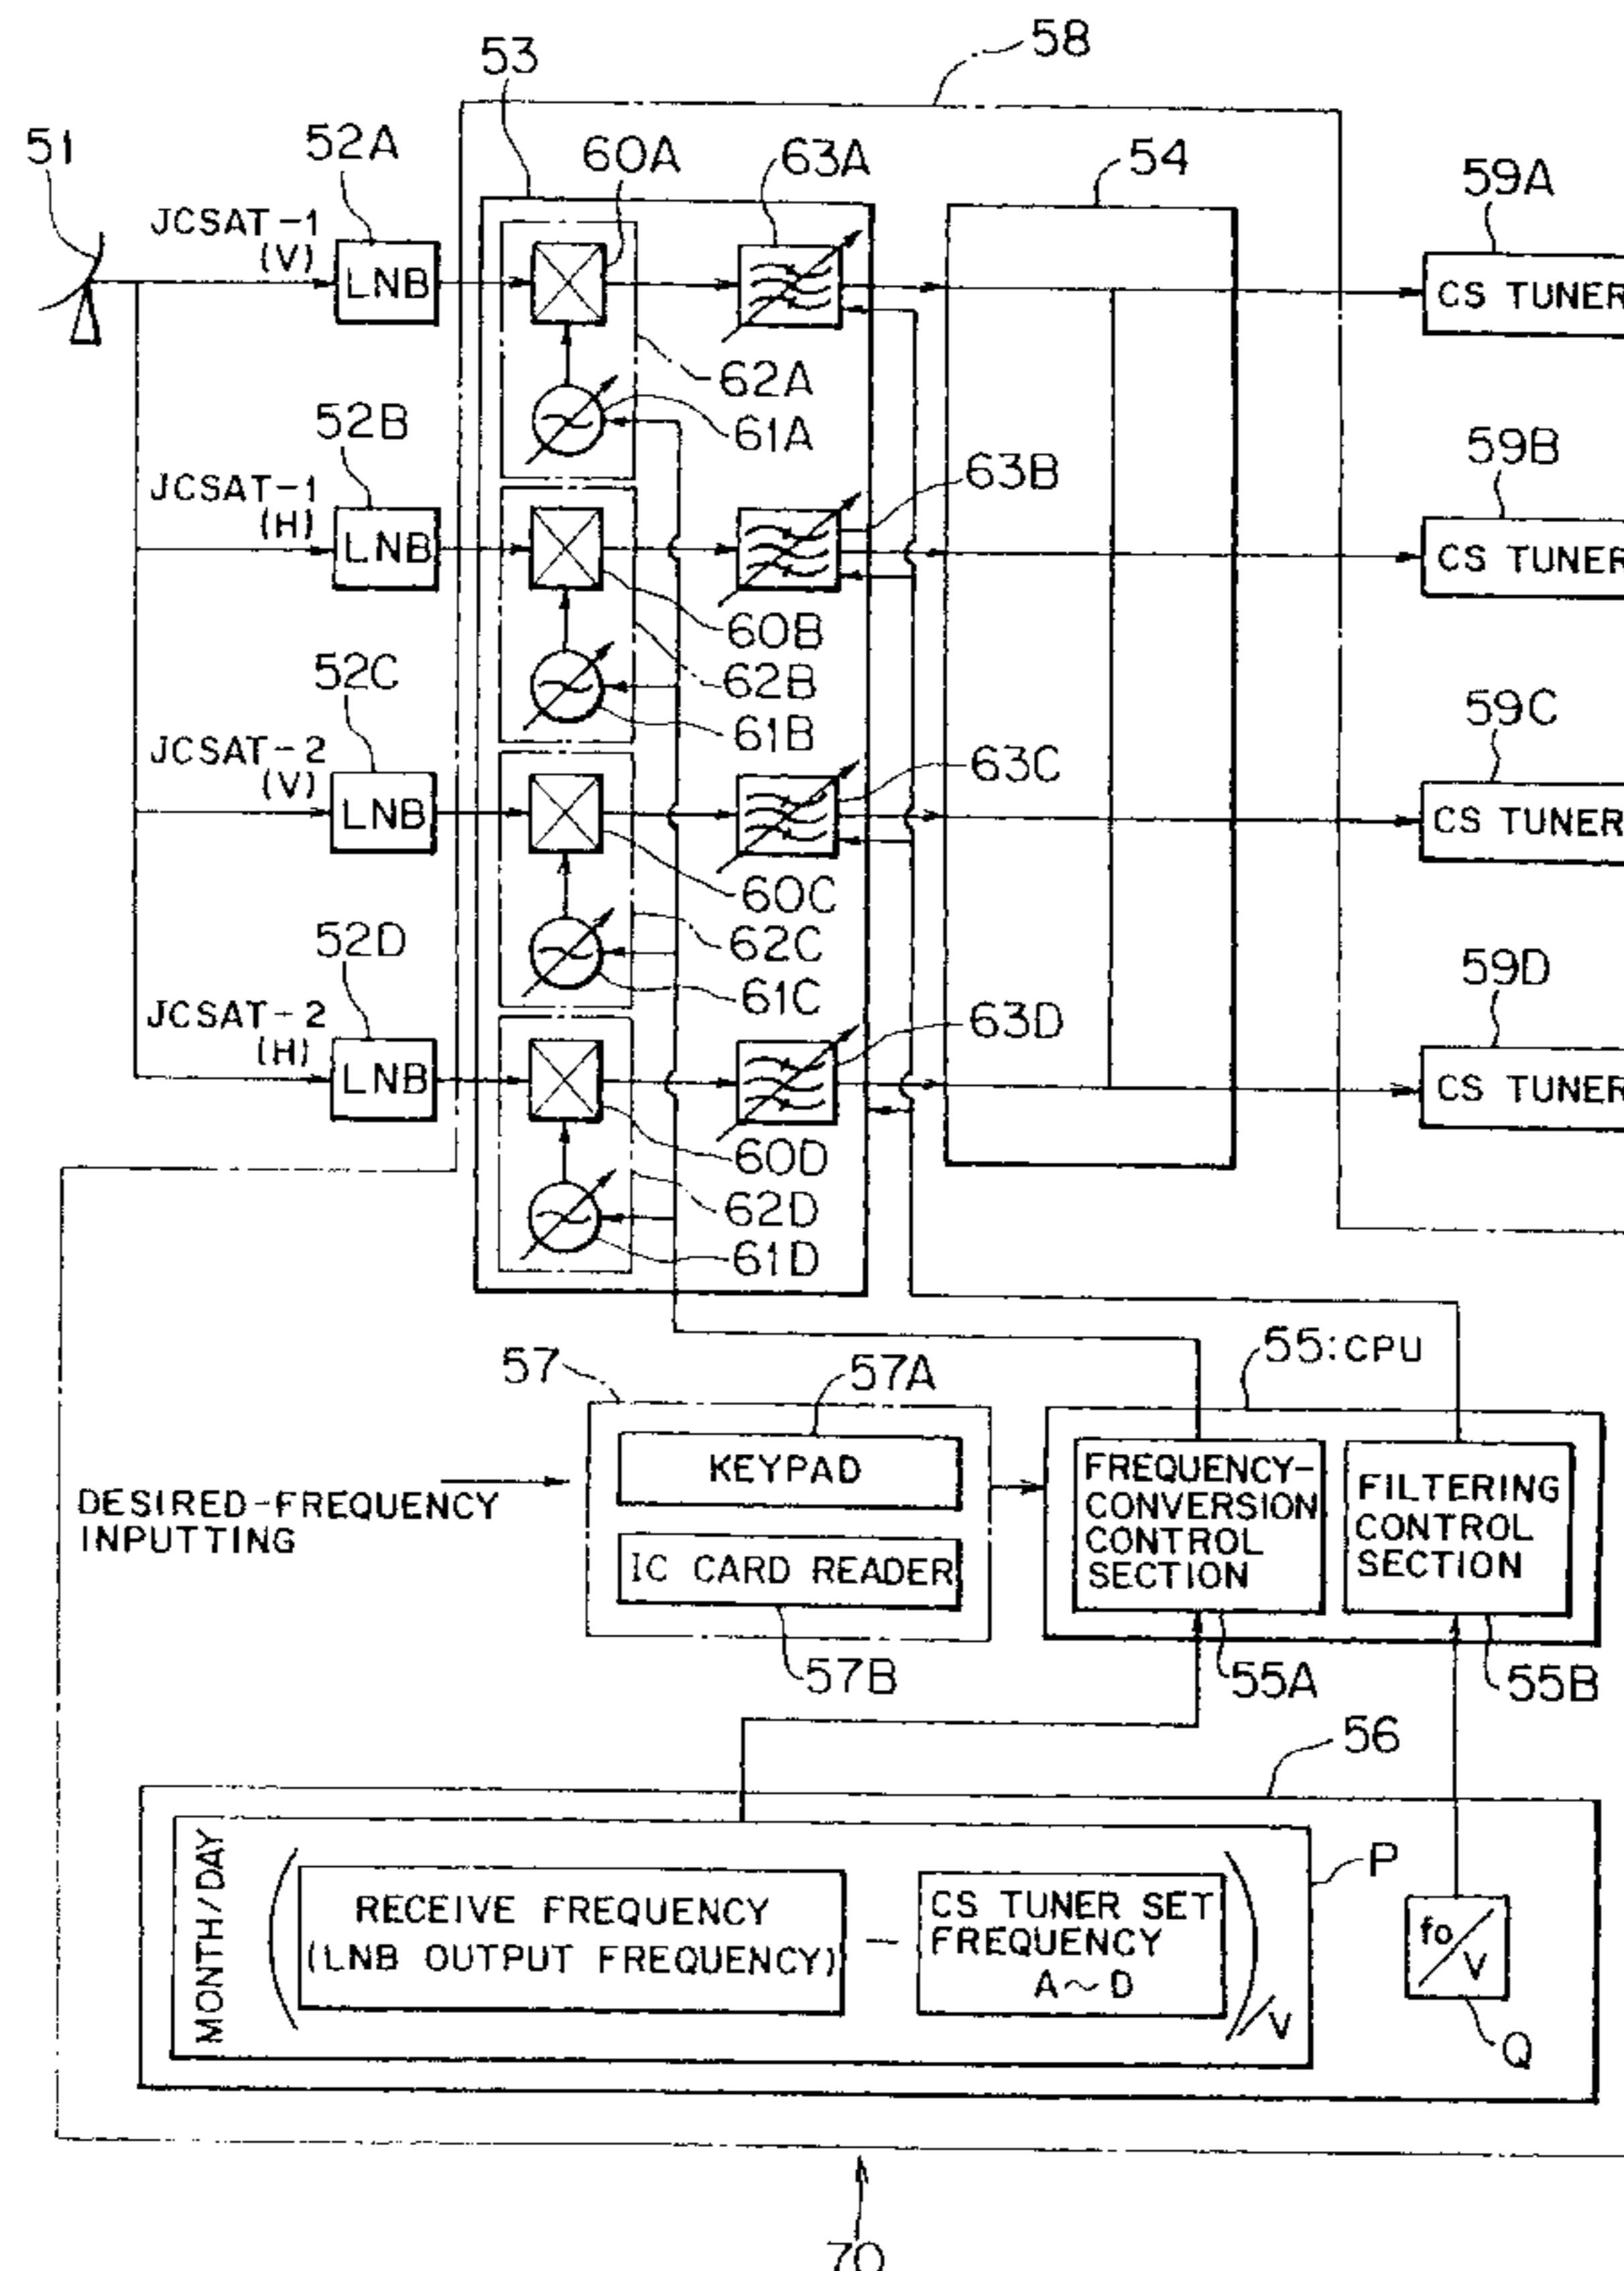 58
53
51
52A
60A
63A
54
59A
JCSAT-1
(V)
LNB
CS TUNER
62A
61A
52B
59B
63B
JCSAT-1
(H)
LNB
CS TUNER
60B
62B
61B
52C
59C
63C
JCSAT-2
(V)
LNB
CS TUNER
60C
62C
61C
52D
59D
63D
JCSAT-2
(H)
LNB
CS TUNER
60D
62D
61D
57
57A
55:CPU
KEYPAD
IC CARD READER
57B
DESIRED-FREQUENCY
INPUTTING
FREQUENCY-
CONVERSION
CONTROL
SECTION
FILTERING
CONTROL
SECTION
55A
55B
56
MONTH/DAY
RECEIVE FREQUENCY
(LNB OUTPUT FREQUENCY)
-
CS TUNER SET
FREQUENCY
A~D
/V
P
fo/V
Q
70